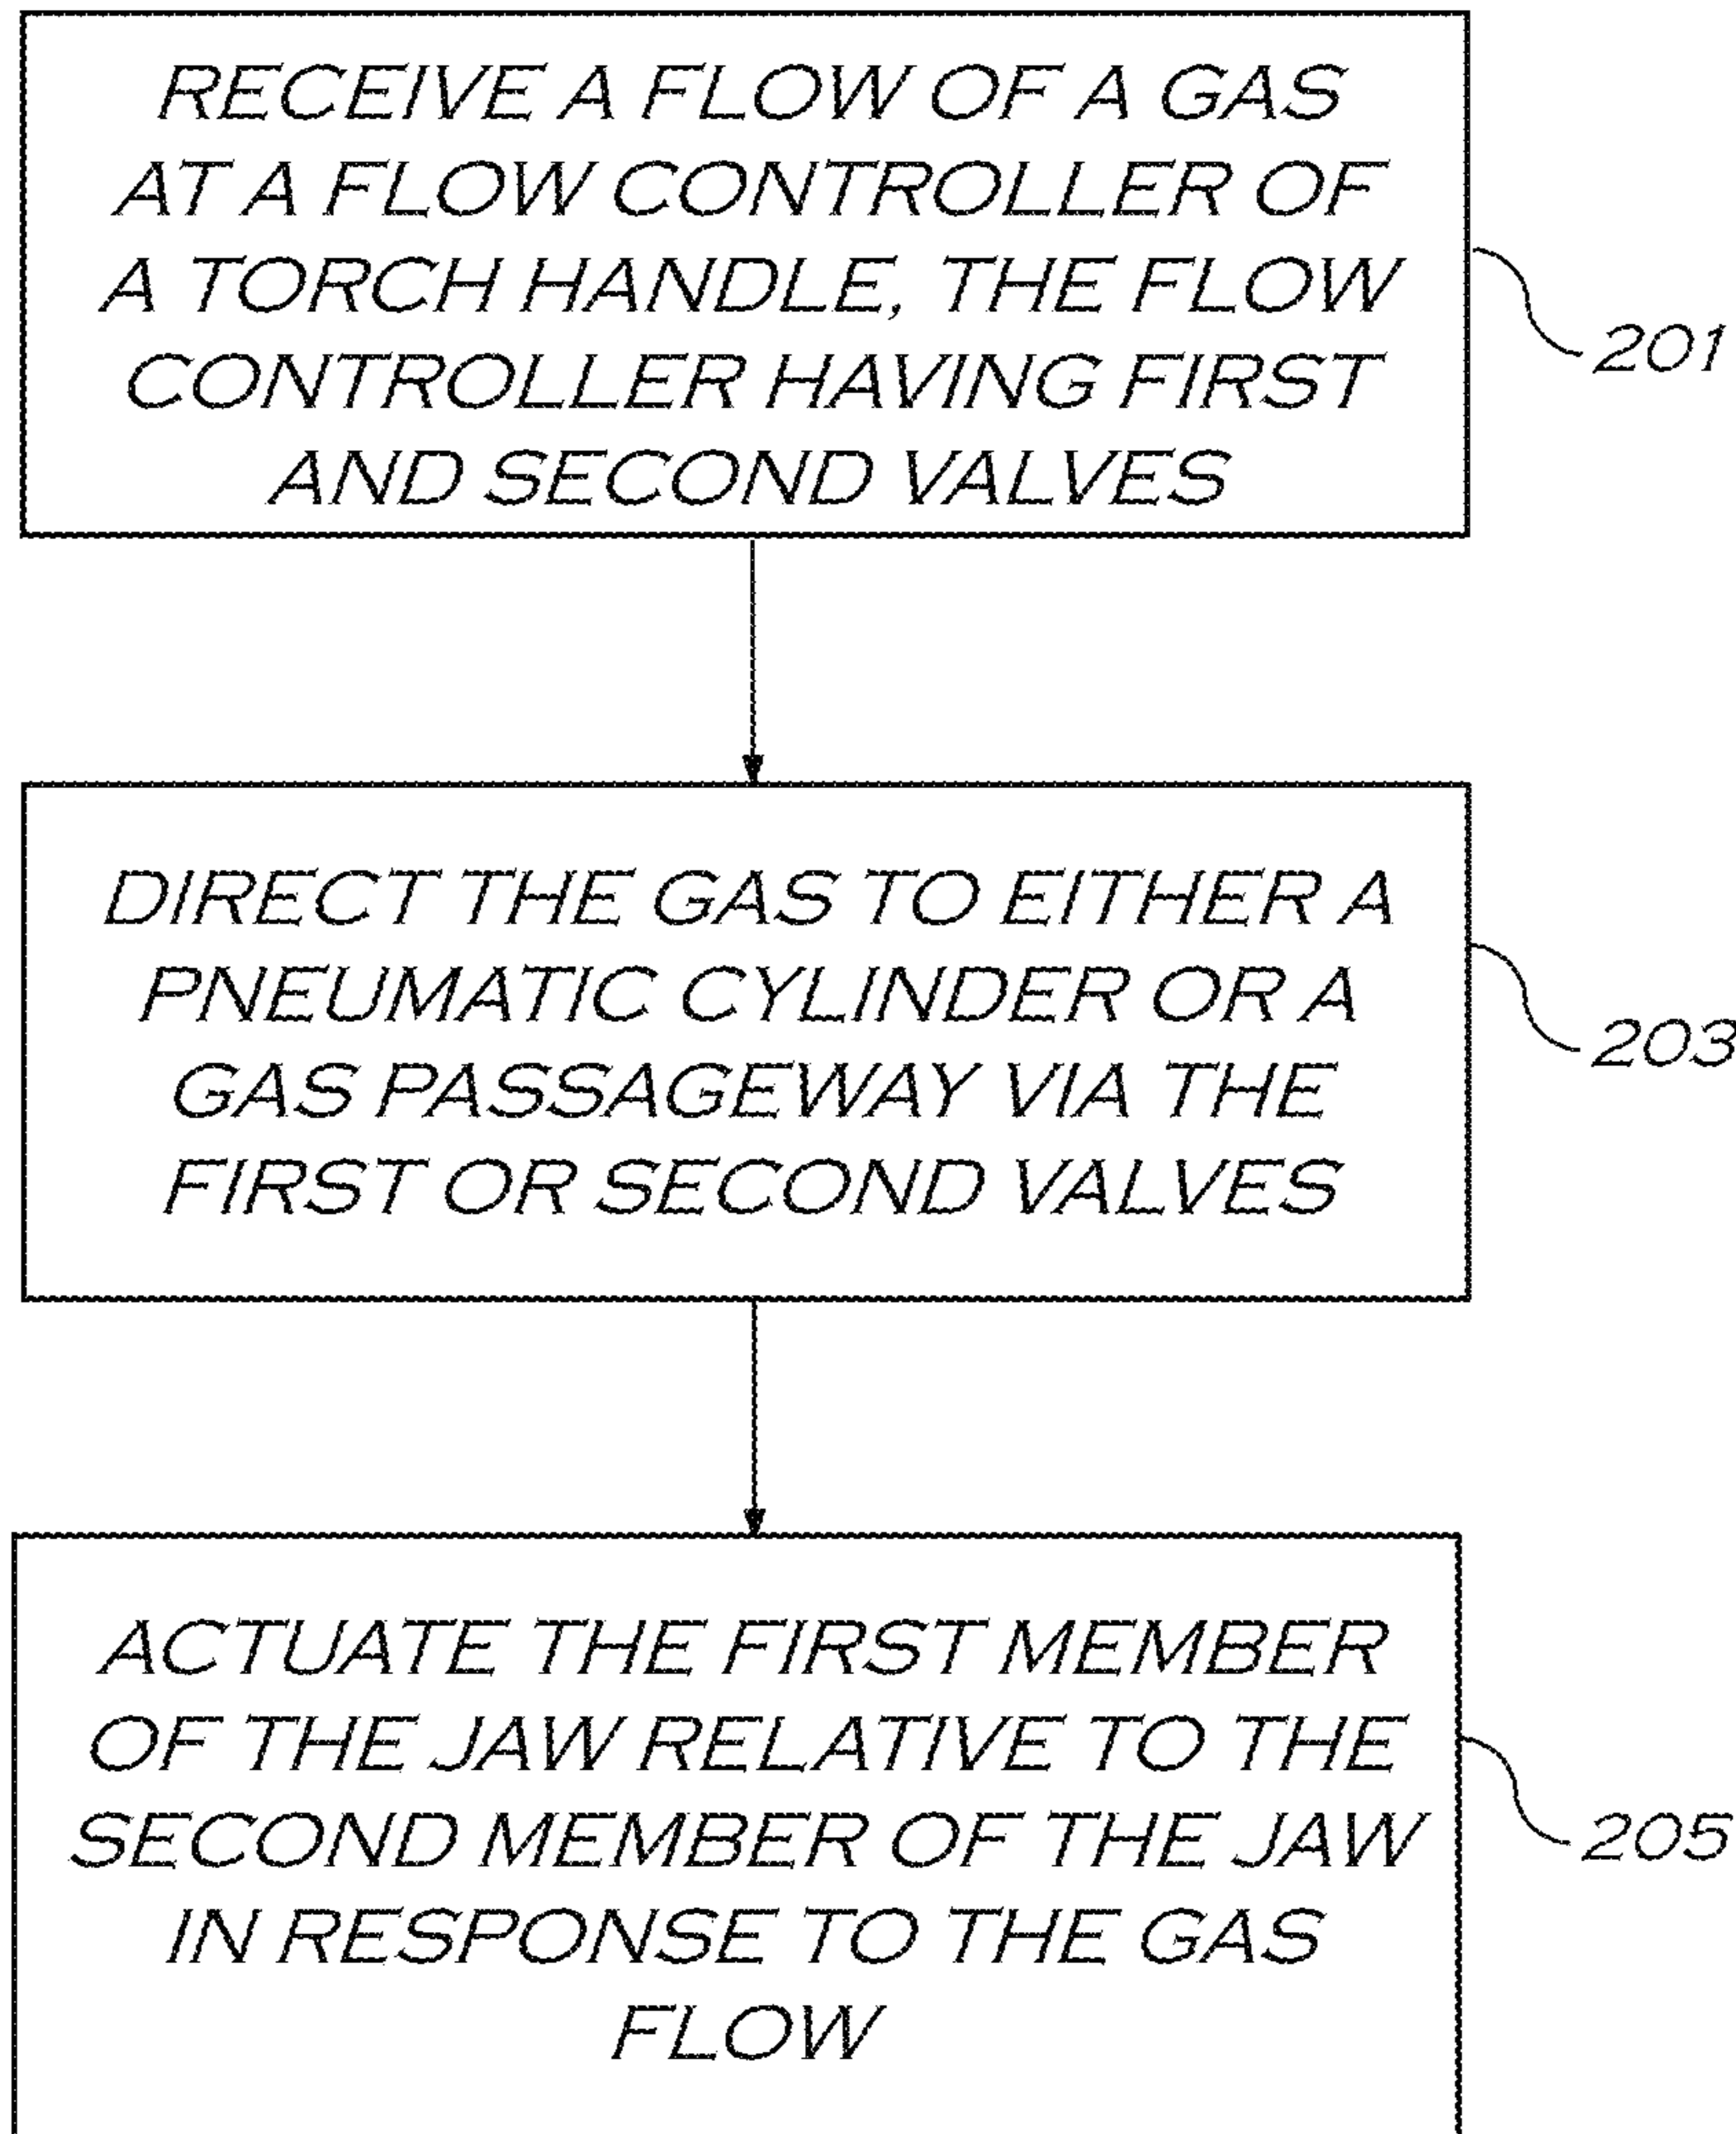 RECEIVE A FLOW OF A GAS
AT A FLOW CONTROLLER OF
A TORCH HANDLE, THE FLOW
CONTROLLER HAVING FIRST
AND SECOND VALVES
201
DIRECT THE GAS TO EITHER A
PNEUMATIC CYLINDER OR A
GAS PASSAGEWAY VIA THE
FIRST OR SECOND VALVES
203
ACTUATE THE FIRST MEMBER
OF THE JAW RELATIVE TO THE
SECOND MEMBER OF THE JAW
IN RESPONSE TO THE GAS
FLOW
205